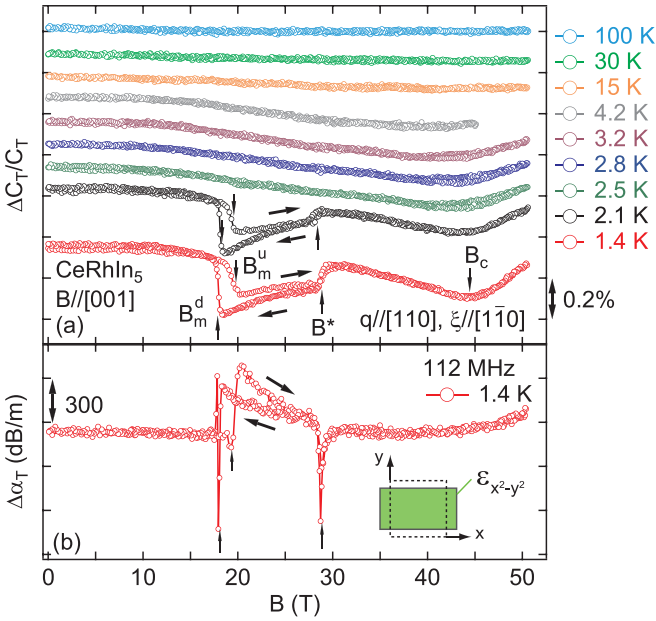 ΔC_T/C_T
100 K
30 K
15 K
4.2 K
3.2 K
2.8 K
2.5 K
2.1 K
1.4 K
B_m^u
B_c
CeRhIn₅
B//[001]
B_m^d
0.2%
(a)
B*
q//[110], ξ//[11̅0]
Δα_T (dB/m)
300
112 MHz
1.4 K
y
ε_{x²-y²}
x
(b)
0
10
20
30
40
50
B (T)